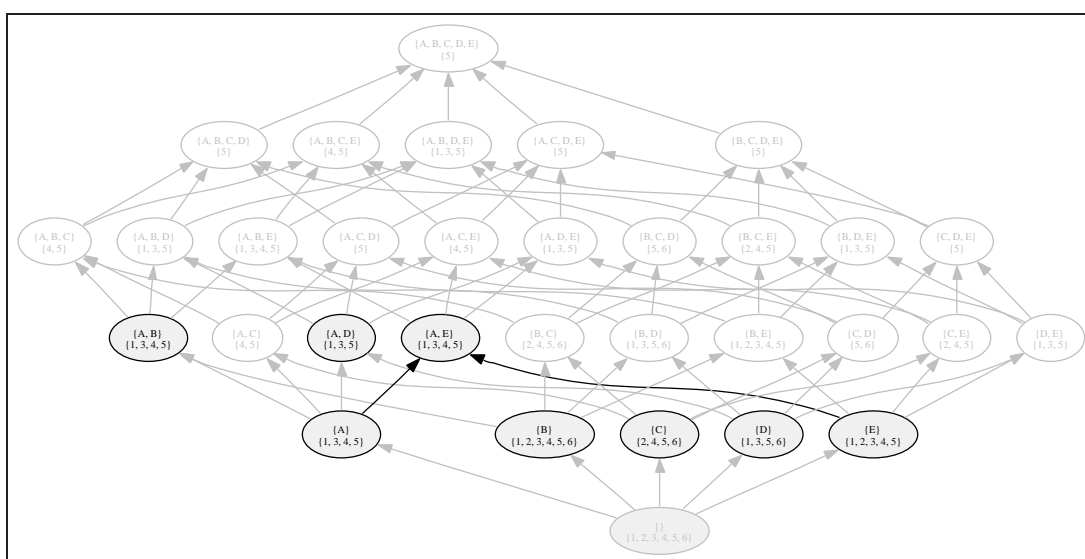 {A, B, C, D, E}
{5}
{A, B, C, D}
{5}
{A, B, C, E}
{4, 5}
{A, B, D, E}
{1, 3, 5}
{A, C, D, E}
{5}
{B, C, D, E}
{5}
{A, B, C}
{4, 5}
{A, B, D}
{1, 3, 5}
{A, B, E}
{1, 3, 4, 5}
{A, C, D}
{5}
{A, C, E}
{4, 5}
{A, D, E}
{1, 3, 5}
{B, C, D}
{5, 6}
{B, C, E}
{2, 4, 5}
{B, D, E}
{1, 3, 5}
{C, D, E}
{5}
{A, B}
{1, 3, 4, 5}
{A, C}
{4, 5}
{A, D}
{1, 3, 5}
{A, E}
{1, 3, 4, 5}
{B, C}
{2, 4, 5, 6}
{B, D}
{1, 3, 5, 6}
{B, E}
{1, 2, 3, 4, 5}
{C, D}
{5, 6}
{C, E}
{2, 4, 5}
{D, E}
{1, 3, 5}
{A}
{1, 3, 4, 5}
{B}
{1, 2, 3, 4, 5, 6}
{C}
{2, 4, 5, 6}
{D}
{1, 3, 5, 6}
{E}
{1, 2, 3, 4, 5}
{}
{1, 2, 3, 4, 5, 6}